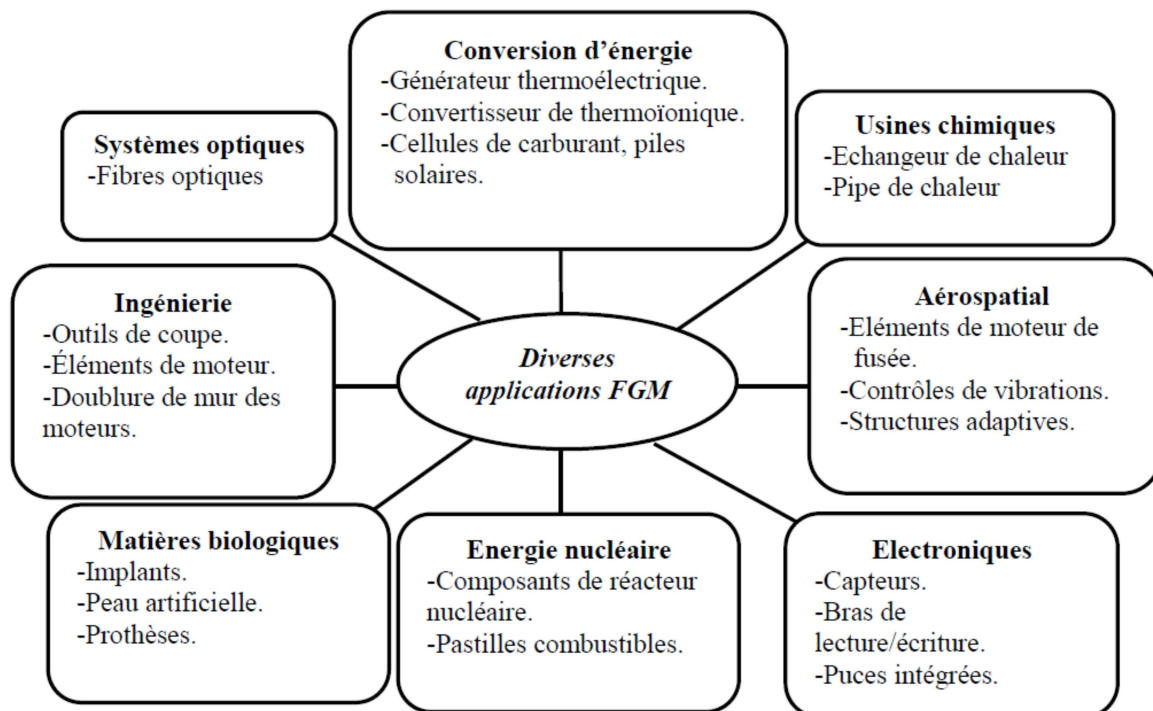 Conversion d’énergie
-Générateur thermoélectrique.
-Convertisseur de thermoïonique.
-Cellules de carburant, piles
solaires.
Systèmes optiques
-Fibres optiques
Usines chimiques
-Echangeur de chaleur
-Pipe de chaleur
Ingénierie
-Outils de coupe.
-Éléments de moteur.
-Doublure de mur des
moteurs.
Diverses
applications FGM
Aérospatial
-Eléments de moteur de
fusée.
-Contrôles de vibrations.
-Structures adaptives.
Matières biologiques
-Implants.
-Peau artificielle.
-Prothèses.
Energie nucléaire
-Composants de réacteur
nucléaire.
-Pastilles combustibles.
Electroniques
-Capteurs.
-Bras de
lecture/écriture.
-Puces intégrées.